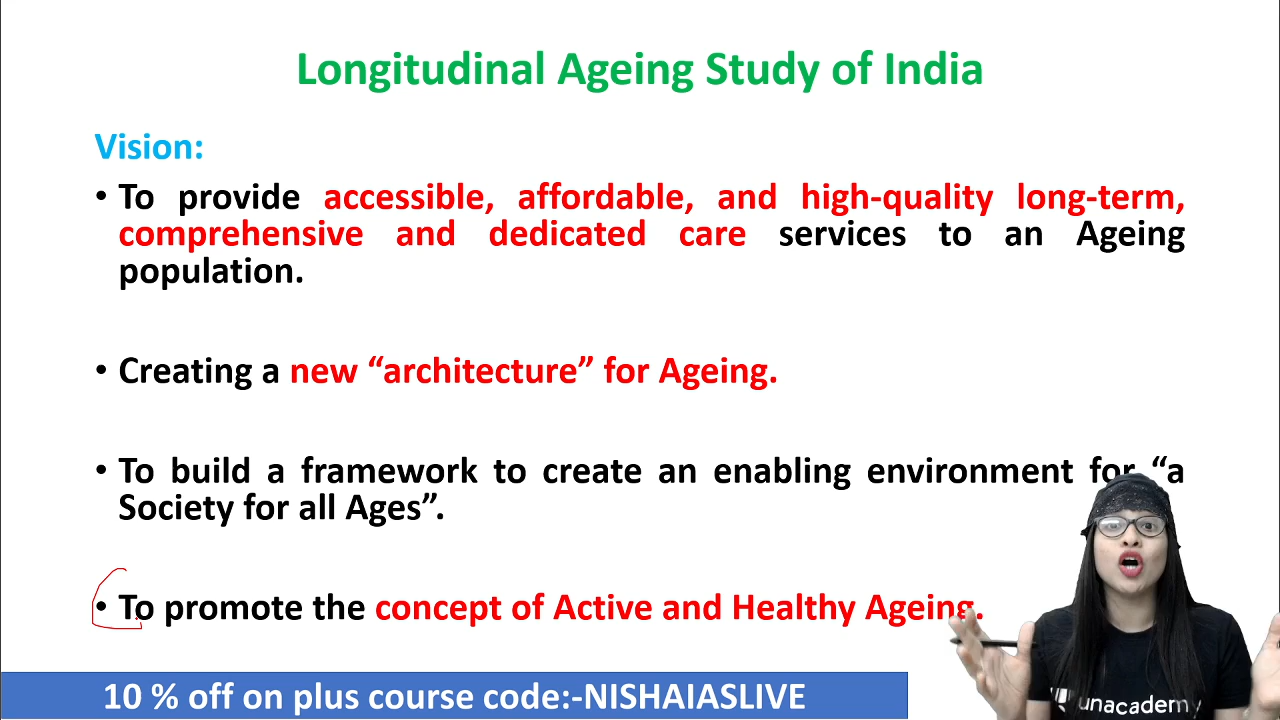 Longitudinal Ageing Study of India
Vision:
• To provide accessible, affordable, and high-quality long-term,
comprehensive and dedicated care services to an Ageing
population.
• Creating a new “architecture” for Ageing.
• To build a framework to create an enabling environment for “a
Society for all Ages”.
• To promote the concept of Active and Healthy Ageing.
10 % off on plus course code:-NISHAIASLIVE
unacademy